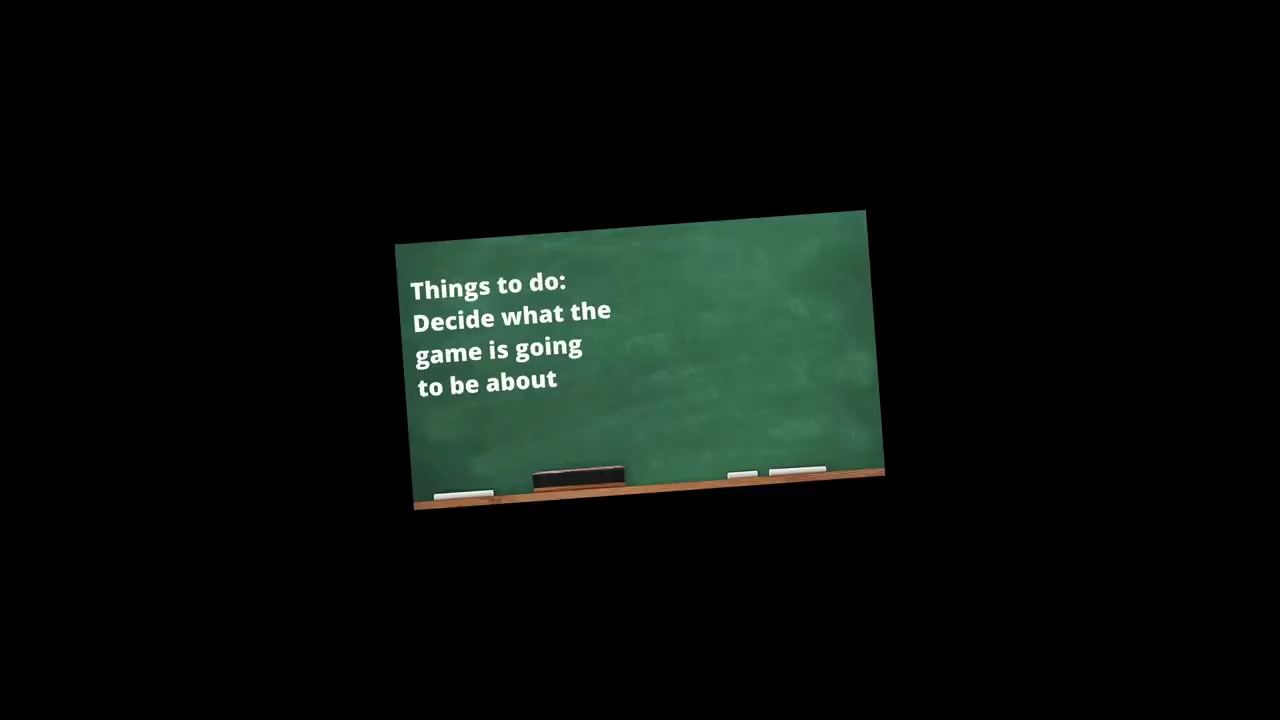 Things to do:
Decide what the
game is going
to be about